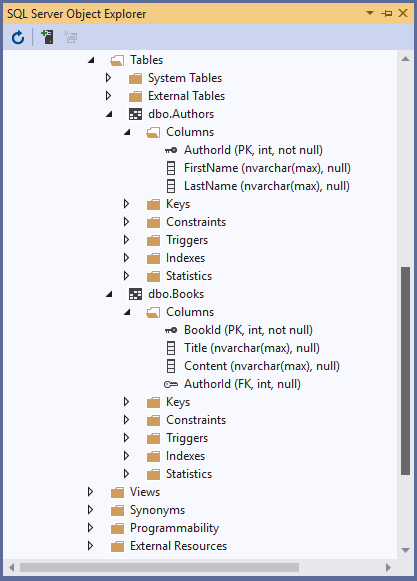 SQL Server Object Explorer
Tables
System Tables
External Tables
dbo.Authors
Columns
AuthorId (PK, int, not null)
FirstName (nvarchar(max), null)
LastName (nvarchar(max), null)
Keys
Constraints
Triggers
Indexes
Statistics
dbo.Books
Columns
BookId (PK, int, not null)
Title (nvarchar(max), null)
Content (nvarchar(max), null)
AuthorId (FK, int, null)
Keys
Constraints
Triggers
Indexes
Statistics
Views
Synonyms
Programmability
External Resources